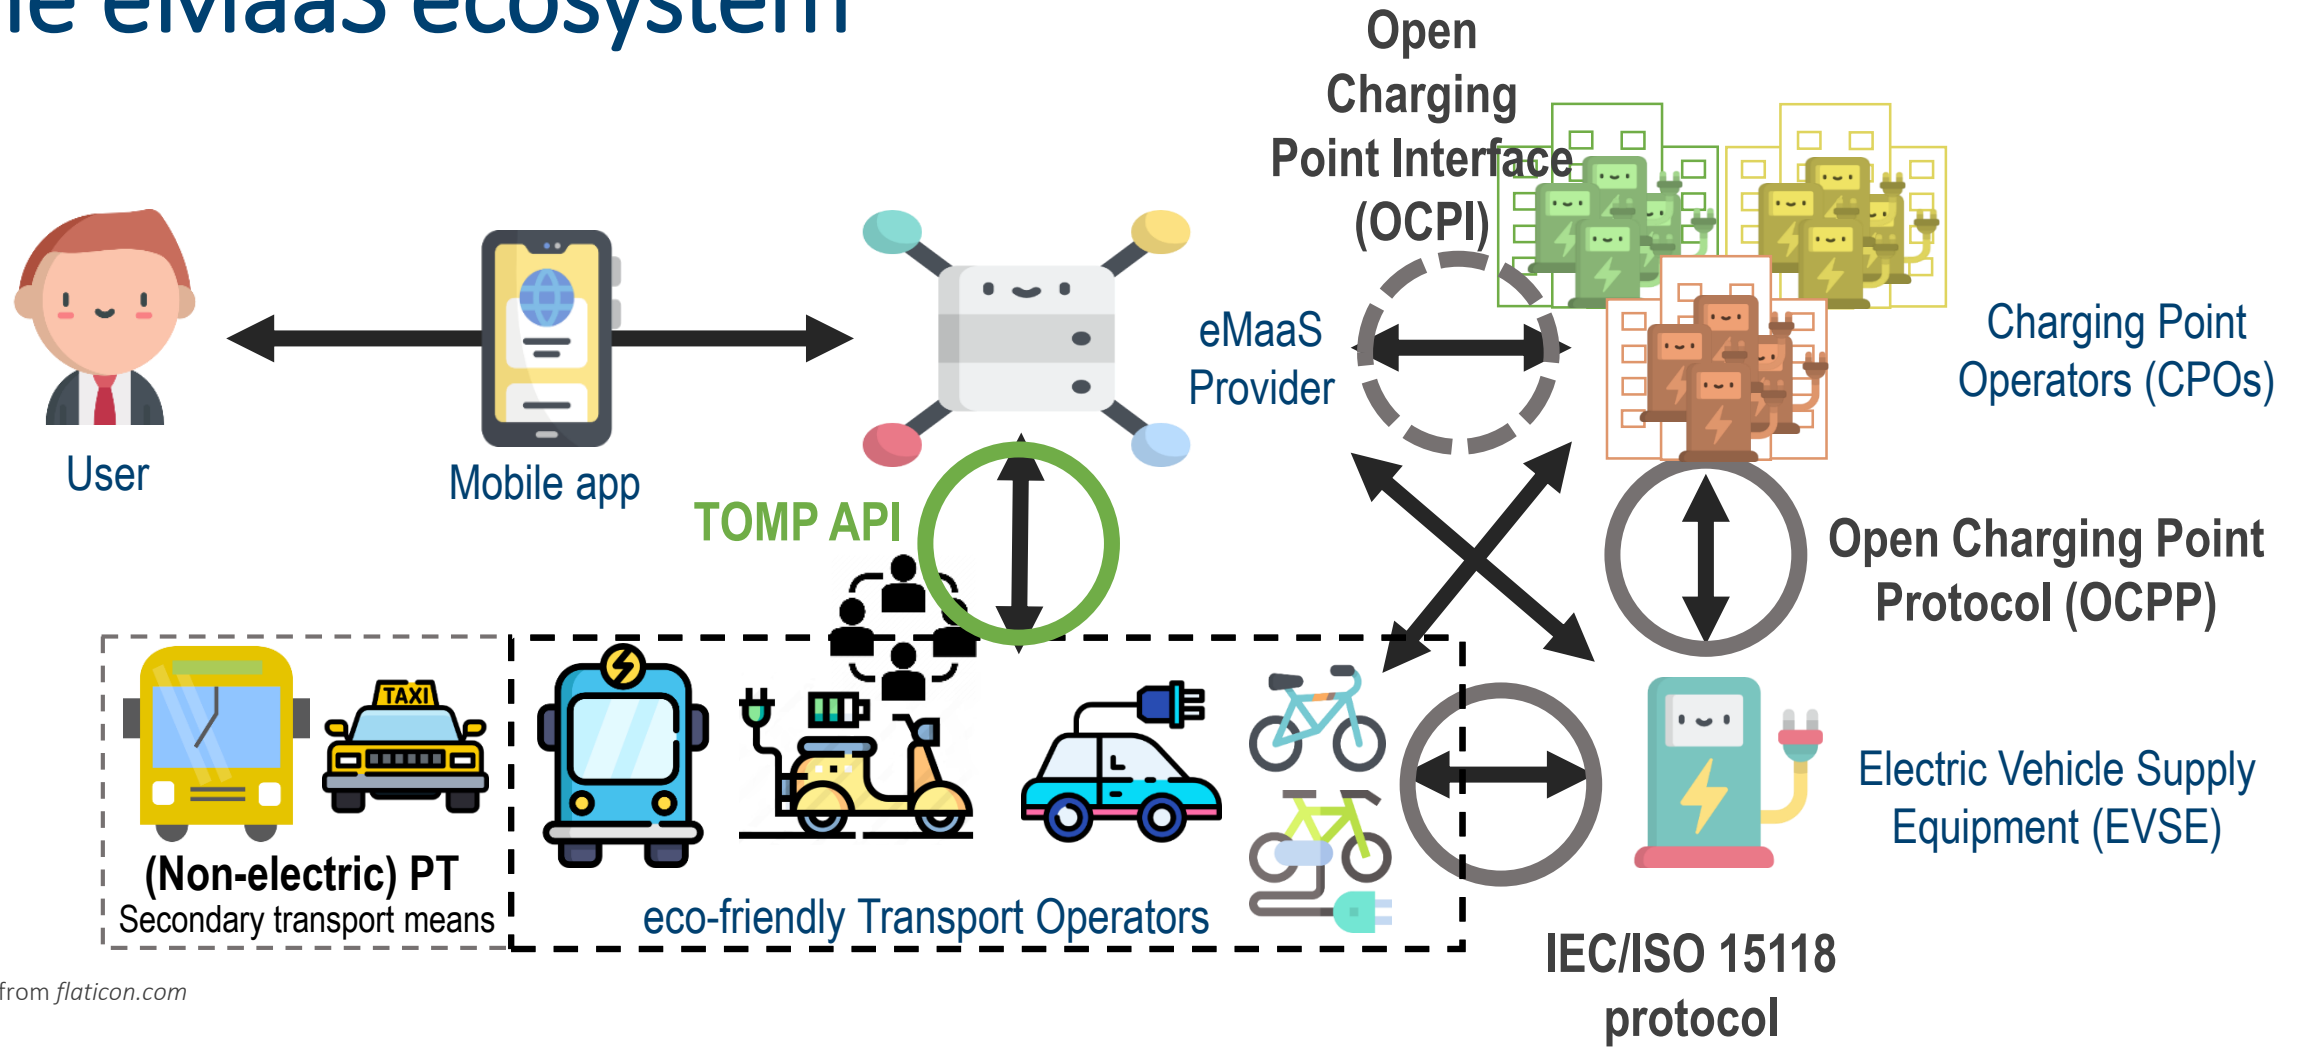 eMaaS ecosystem
Open
Charging
Point Interface
(OCPI)
eMaaS
Provider
Charging Point
Operators (CPOs)
User
Mobile app
TOMP API
Open Charging Point
Protocol (OCPP)
TAXI
(Non-electric) PT
Secondary transport means
eco-friendly Transport Operators
Electric Vehicle Supply
Equipment (EVSE)
IEC/ISO 15118
protocol
from flaticon.com